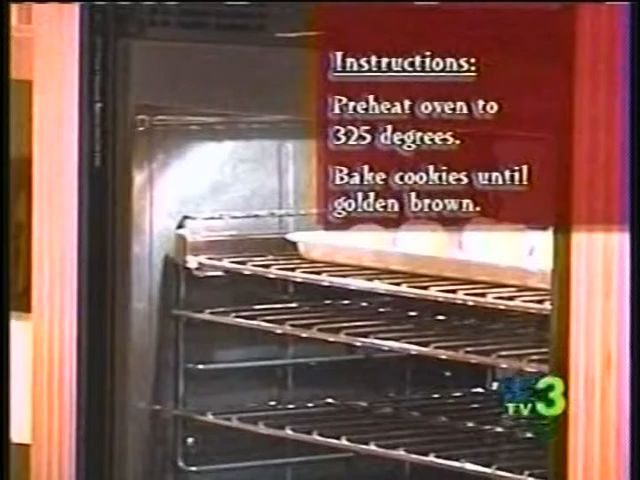 Instructions:
Preheat oven to
325 degrees.
Bake cookies until
golden brown.
TV3